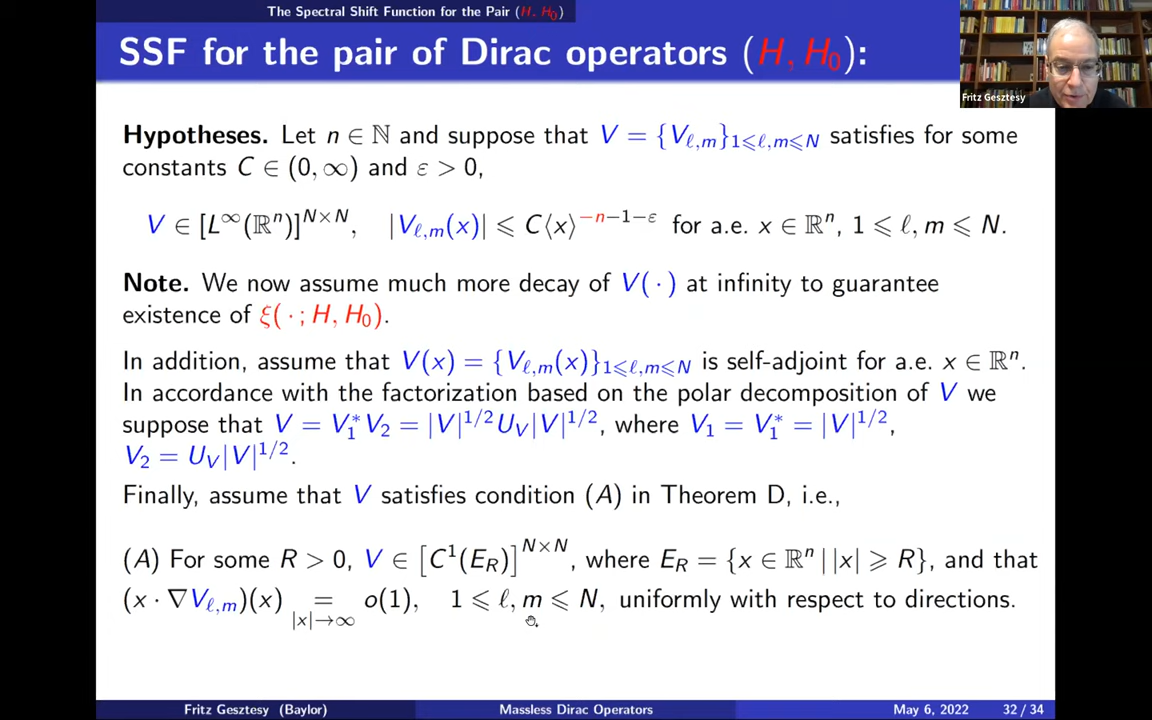 The Spectral Shift Function for the Pair (H, H₀)
SSF for the pair of Dirac operators (H, H₀):
Fritz Gesztesy
Hypotheses. Let n ∈ ℕ and suppose that V = {V_{ℓ,m}}_{1⩽ℓ,m⩽N} satisfies for some
constants C ∈ (0, ∞) and ε > 0,
V ∈ [L^∞(ℝⁿ)]^{N×N}, |V_{ℓ,m}(x)| ⩽ C⟨x⟩^{−n−1−ε} for a.e. x ∈ ℝⁿ, 1 ⩽ ℓ, m ⩽ N.
Note. We now assume much more decay of V( · ) at infinity to guarantee
existence of ξ( · ; H, H₀).
In addition, assume that V(x) = {V_{ℓ,m}(x)}_{1⩽ℓ,m⩽N} is self-adjoint for a.e. x ∈ ℝⁿ.
In accordance with the factorization based on the polar decomposition of V we
suppose that V = V₁*V₂ = |V|^{1/2}U_V|V|^{1/2}, where V₁ = V₁* = |V|^{1/2},
V₂ = U_V|V|^{1/2}.
Finally, assume that V satisfies condition (A) in Theorem D, i.e.,
(A) For some R > 0, V ∈ [C¹(E_R)]^{N×N}, where E_R = {x ∈ ℝⁿ | |x| ⩾ R}, and that
(x · ∇V_{ℓ,m})(x) =_{|x|→∞} o(1), 1 ⩽ ℓ, m ⩽ N, uniformly with respect to directions.
Fritz Gesztesy (Baylor) Massless Dirac Operators May 6, 2022 32 / 34